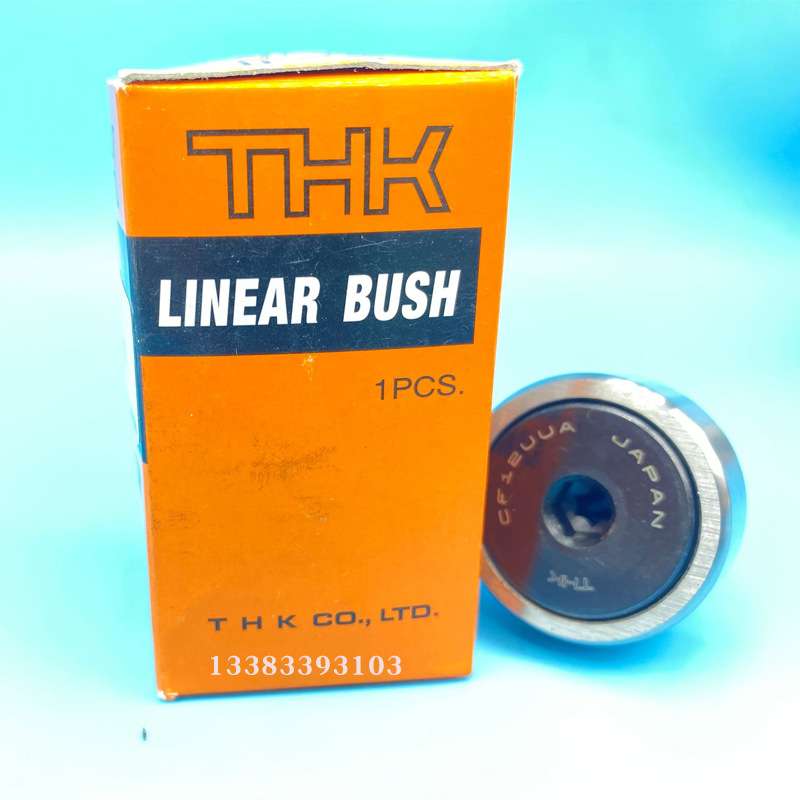 THK
LINEAR BUSH
1PCS.
T H K CO., LTD.
13383393103
CF12UUA JAPAN
THK